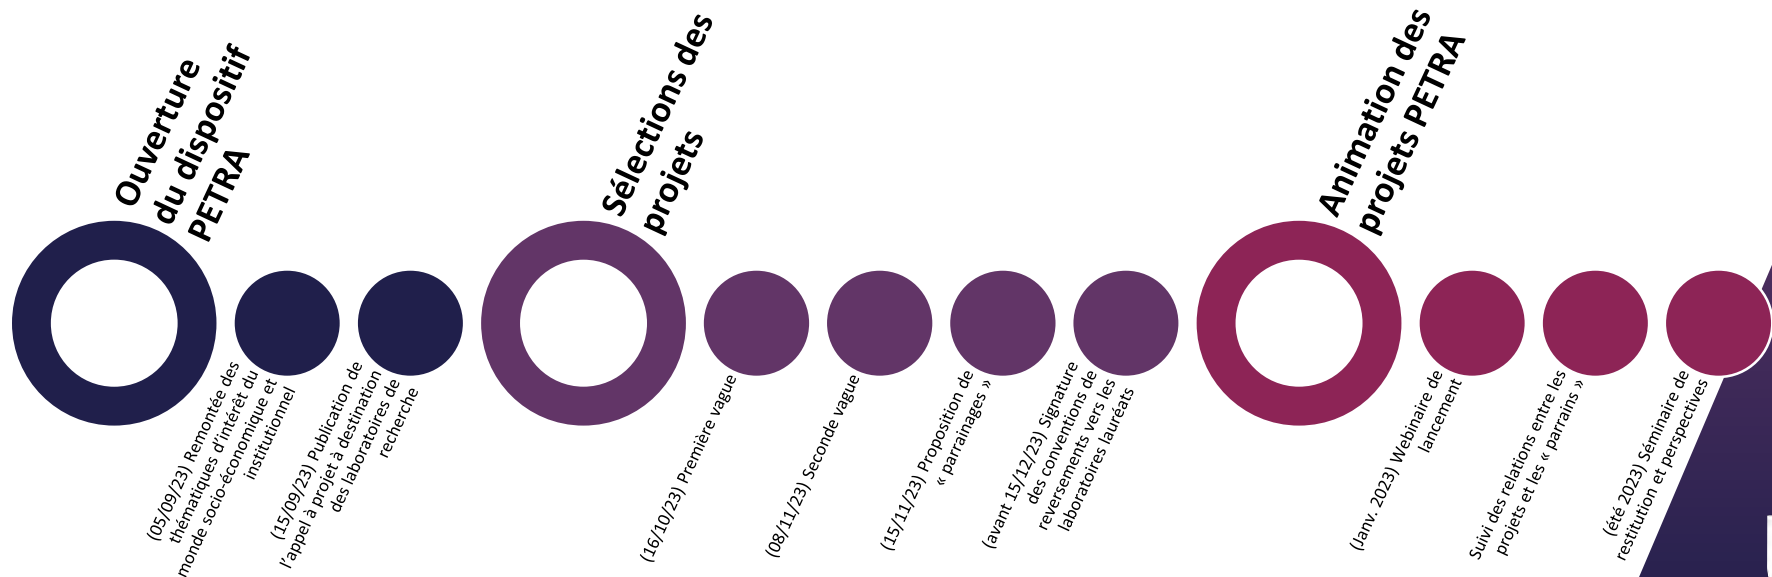 Ouverture
du dispositif
PETRA
(05/09/23) Remontée des
thématiques d'intérêt du
monde socio-économique et
institutionnel
(15/09/23) Publication de
l'appel à projet à destination
des laboratoires de
recherche
Sélections des
projets
(16/10/23) Première vague
(08/11/23) Seconde vague
(15/11/23) Proposition de
« parrainages »
(avant 15/12/23) Signature
des conventions de
reversements vers les
laboratoires lauréats
Animation des
projets PETRA
(Janv. 2023) Webinaire de
lancement
Suivi des relations entre les
projets et les « parrains »
(été 2023) Séminaire de
restitution et perspectives